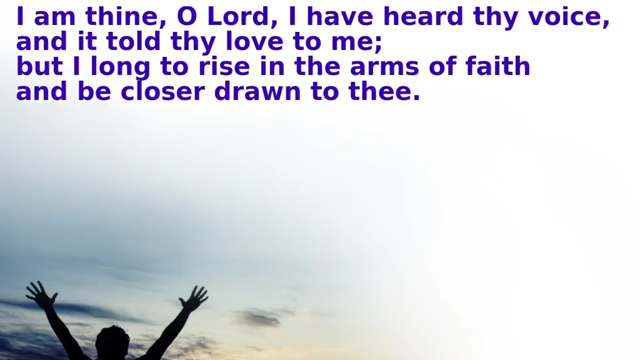 I am thine, O Lord, I have heard thy voice,
and it told thy love to me;
but I long to rise in the arms of faith
and be closer drawn to thee.